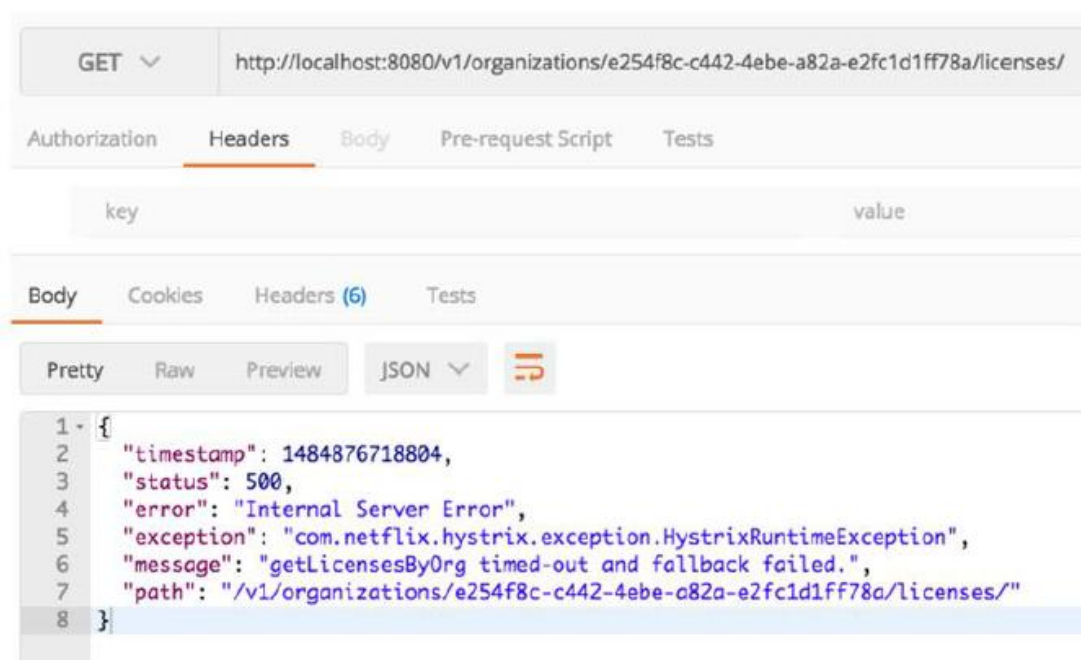 GET http://localhost:8080/v1/organizations/e254f8c-c442-4ebe-a82a-e2fc1d1ff78a/licenses/
Authorization Headers Body Pre-request Script Tests
key value
Body Cookies Headers (6) Tests
Pretty Raw Preview JSON
1 {
2 "timestamp": 1484876718804,
3 "status": 500,
4 "error": "Internal Server Error",
5 "exception": "com.netflix.hystrix.exception.HystrixRuntimeException",
6 "message": "getLicensesByOrg timed-out and fallback failed.",
7 "path": "/v1/organizations/e254f8c-c442-4ebe-a82a-e2fc1d1ff78a/licenses/"
8 }